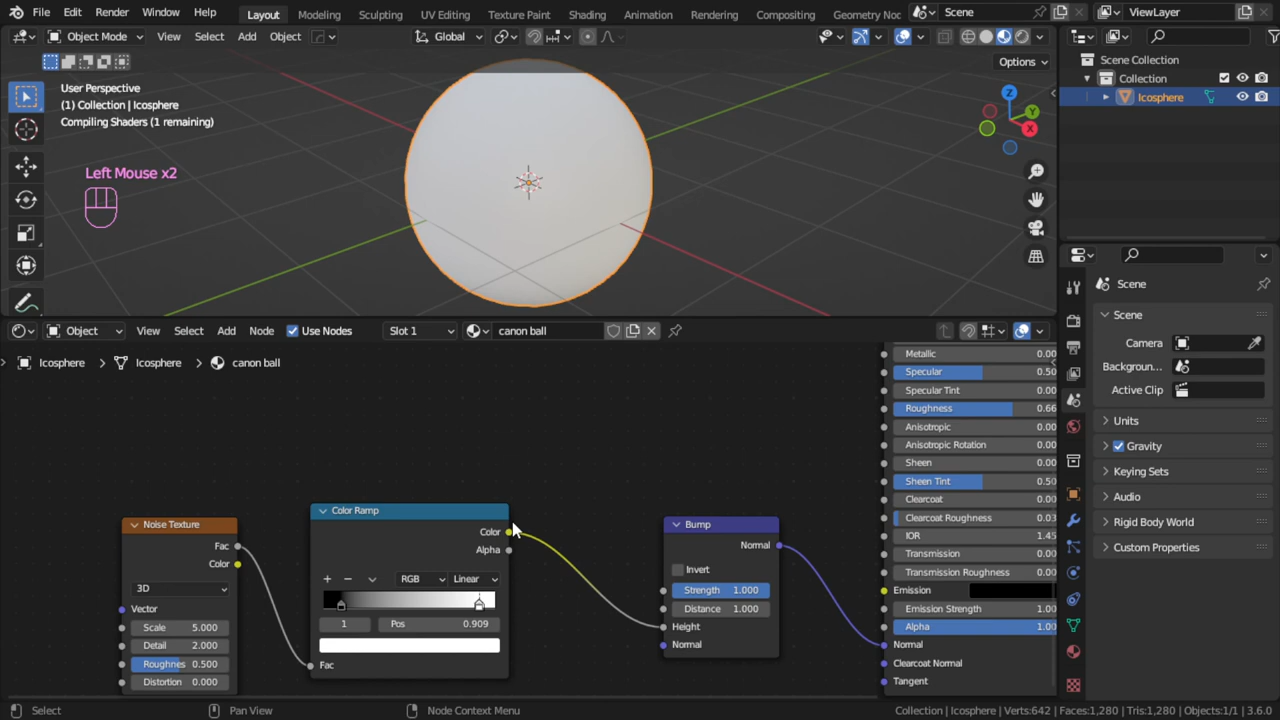 File Edit Render Window Help Layout Modeling Sculpting UV Editing Texture Paint Shading Animation Rendering Compositing Geometry Noc Scene ViewLayer
Object Mode View Select Add Object Global
Options
User Perspective
(1) Collection | Icosphere
Compiling Shaders (1 remaining)
Left Mouse x2
Z
Y
X
Scene Collection
Collection
Icosphere
Object View Select Add Node Use Nodes Slot 1 canon ball
Icosphere > Icosphere > canon ball
Noise Texture
Fac
Color
3D
Vector
Scale 5.000
Detail 2.000
Roughnes 0.500
Distortion 0.000
Color Ramp
Color
Alpha
RGB Linear
1 Pos 0.909
Fac
Bump
Normal
Invert
Strength 1.000
Distance 1.000
Height
Normal
Metallic 0.00
Specular 0.50
Specular Tint 0.00
Roughness 0.66
Anisotropic 0.00
Anisotropic Rotation 0.00
Sheen 0.00
Sheen Tint 0.50
Clearcoat 0.00
Clearcoat Roughness 0.03
IOR 1.45
Transmission 0.00
Transmission Roughness 0.00
Emission
Emission Strength 1.00
Alpha 1.00
Normal
Clearcoat Normal
Tangent
Scene
Scene
Camera
Backgroun...
Active Clip
Units
Gravity
Keying Sets
Audio
Rigid Body World
Custom Properties
Select Pan View Node Context Menu Collection | Icosphere | Verts:642 | Faces:1,280 | Tris:1,280 | Objects:1/1 | 3.6.0